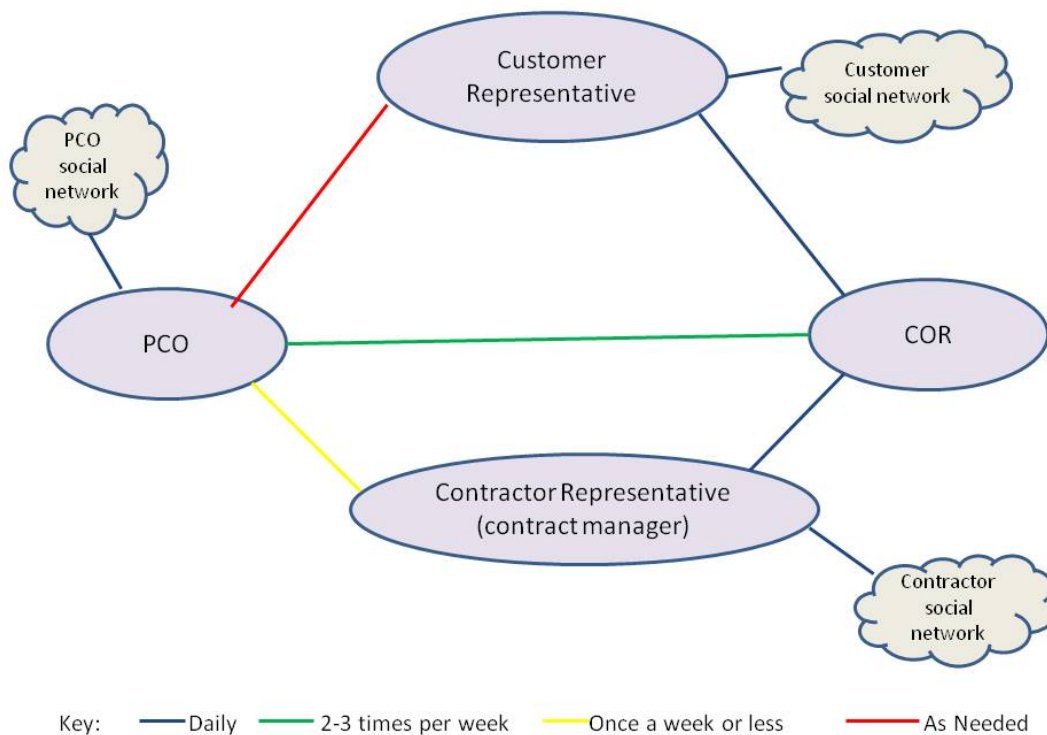 Customer
Representative
Customer
social network
PCO
social
network
PCO
COR
Contractor Representative
(contract manager)
Contractor
social
network
Key: Daily 2-3 times per week Once a week or less As Needed